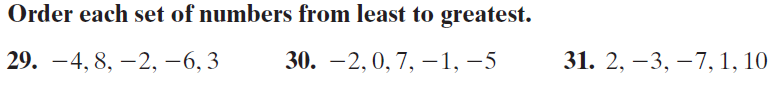 Order each set of numbers from least to greatest.
29. −4, 8, −2, −6, 3 30. −2, 0, 7, −1, −5 31. 2, −3, −7, 1, 10